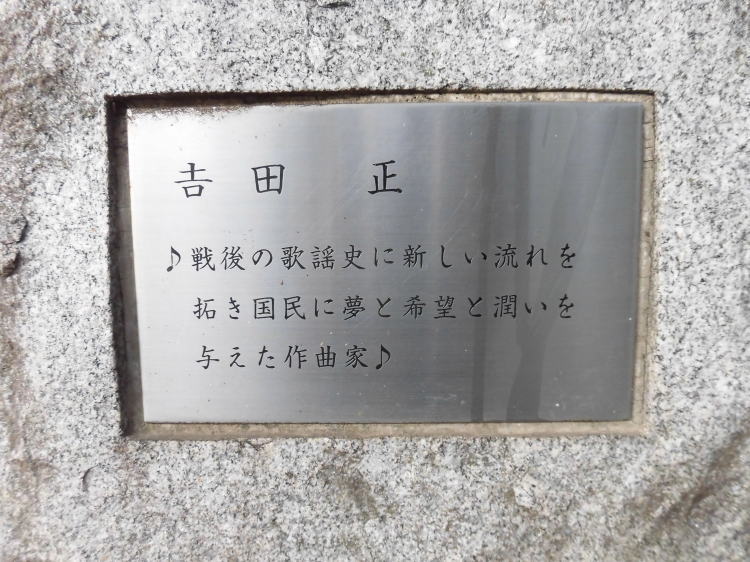 𠮷田　正
♪戦後の歌謡史に新しい流れを
拓き国民に夢と希望と潤いを
与えた作曲家♪